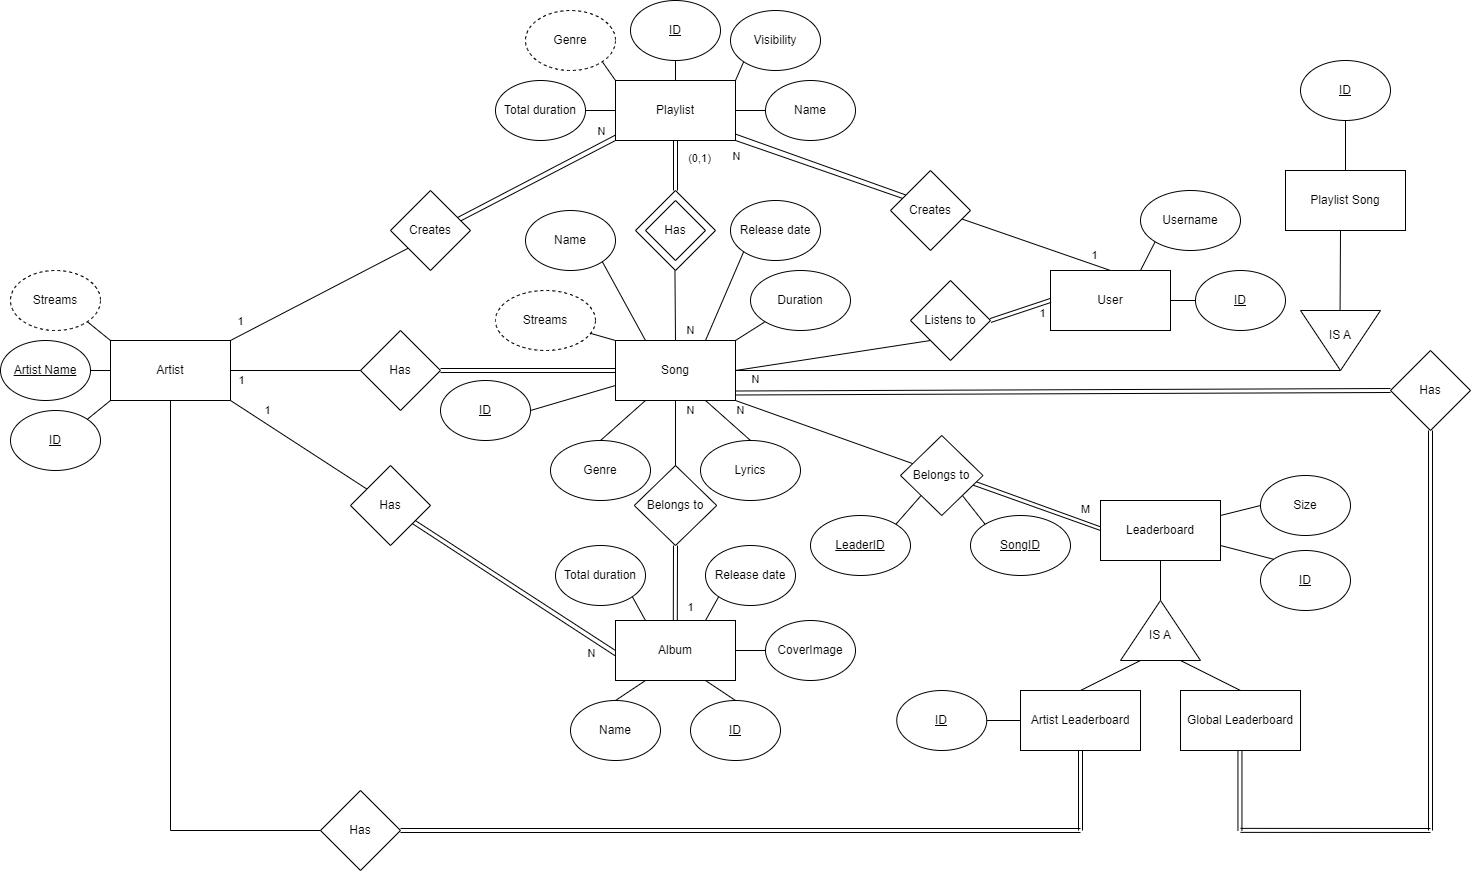 ID
Genre
Visibility
Total duration
Playlist
Name
ID
N
(0,1)
N
Playlist Song
Creates
Has
Creates
Name
Release date
Username
1
Streams
Duration
User
ID
Streams
Listens to
1
1
N
IS A
Artist Name
Artist
Has
Song
1
N
Has
ID
1
N
N
ID
Genre
Lyrics
Belongs to
Has
Belongs to
M
Size
LeaderID
SongID
Leaderboard
Total duration
Release date
ID
1
IS A
N
Album
CoverImage
Name
ID
ID
Artist Leaderboard
Global Leaderboard
Has